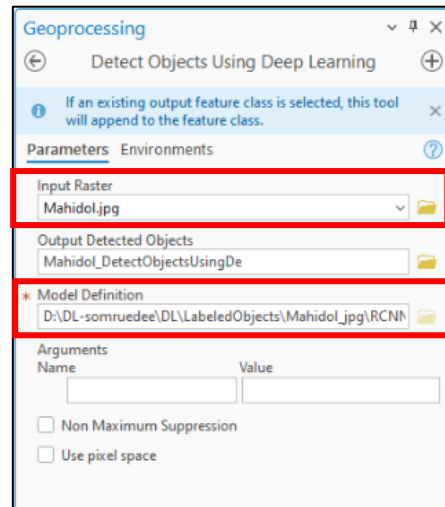 Geoprocessing
Detect Objects Using Deep Learning
If an existing output feature class is selected, this tool
will append to the feature class.
Parameters Environments
Input Raster
Mahidol.jpg
Output Detected Objects
Mahidol_DetectObjectsUsingDe
* Model Definition
D:\DL-somruedee\DL\LabeledObjects\Mahidol_jpg\RCNN
Arguments
Name Value
Non Maximum Suppression
Use pixel space